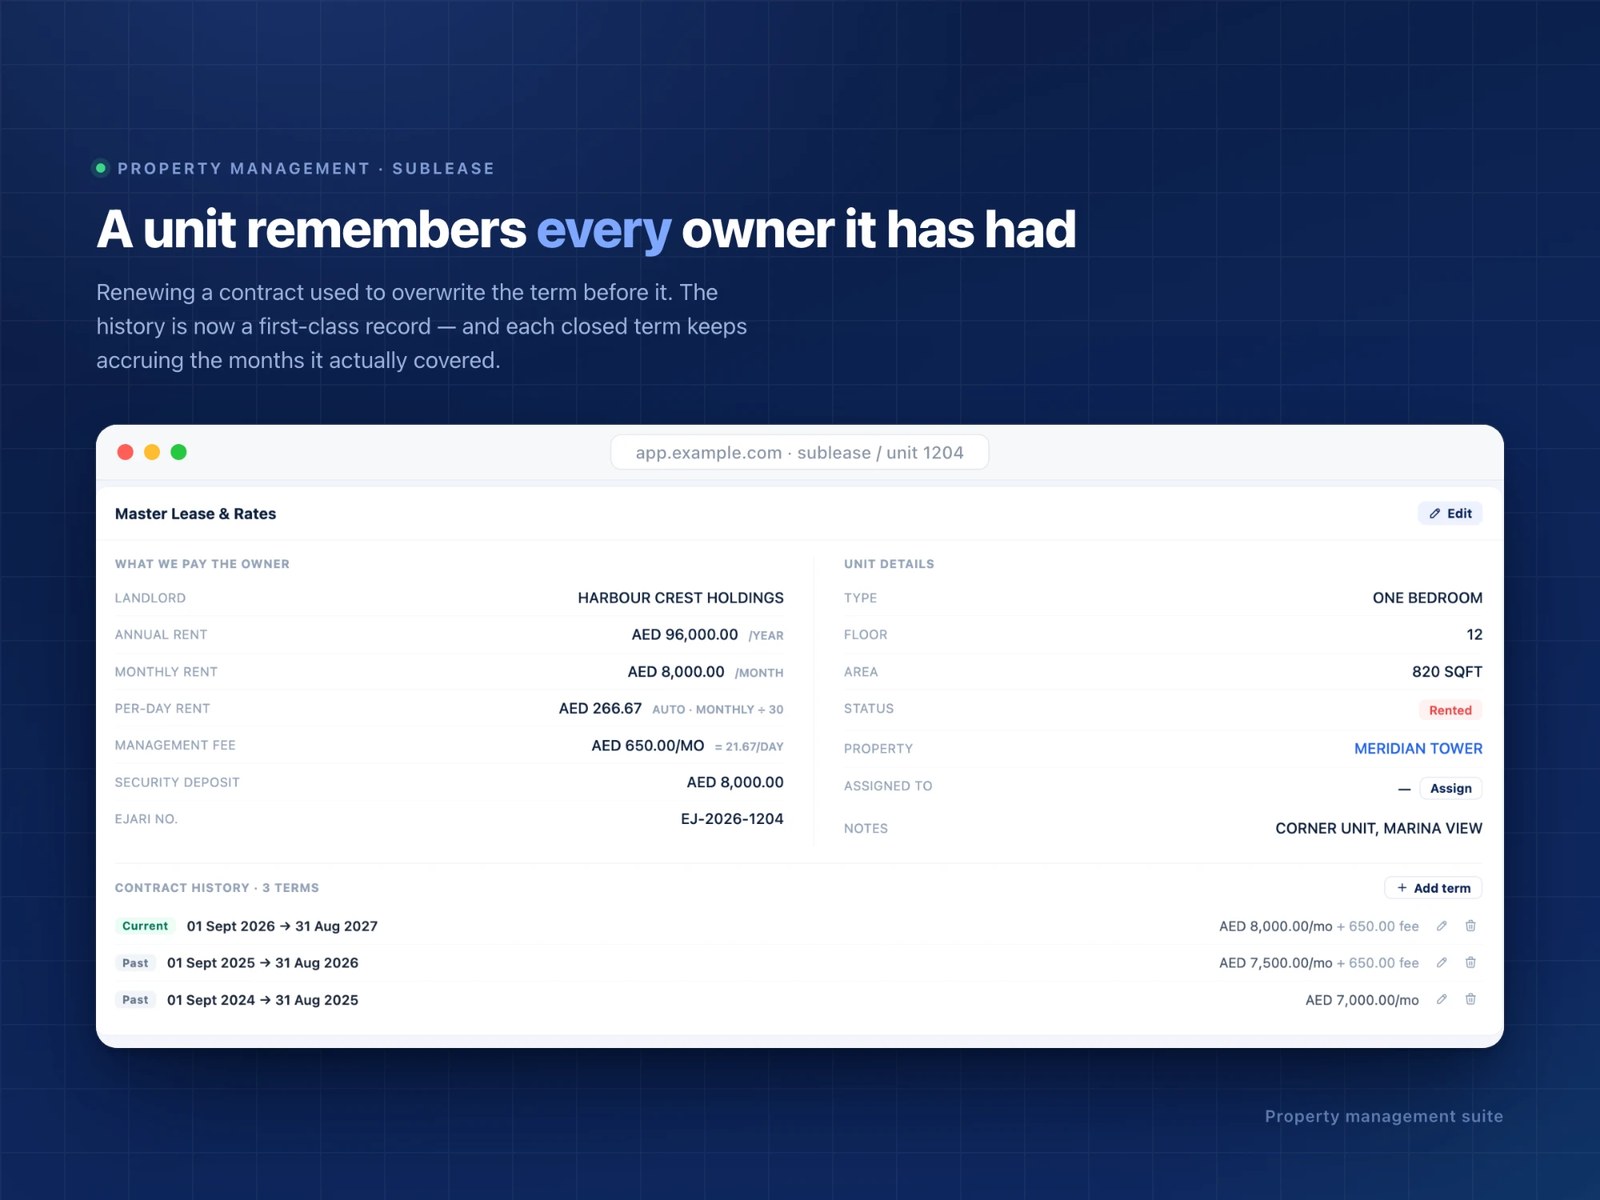 PROPERTY MANAGEMENT · SUBLEASE
A unit remembers every owner it has had
Renewing a contract used to overwrite the term before it. The
history is now a first-class record — and each closed term keeps
accruing the months it actually covered.
app.example.com · sublease / unit 1204
Master Lease & Rates
Edit
WHAT WE PAY THE OWNER
LANDLORD HARBOUR CREST HOLDINGS
ANNUAL RENT AED 96,000.00 /YEAR
MONTHLY RENT AED 8,000.00 /MONTH
PER-DAY RENT AED 266.67 AUTO · MONTHLY ÷ 30
MANAGEMENT FEE AED 650.00/MO = 21.67/DAY
SECURITY DEPOSIT AED 8,000.00
EJARI NO. EJ-2026-1204
UNIT DETAILS
TYPE ONE BEDROOM
FLOOR 12
AREA 820 SQFT
STATUS Rented
PROPERTY MERIDIAN TOWER
ASSIGNED TO — Assign
NOTES CORNER UNIT, MARINA VIEW
CONTRACT HISTORY · 3 TERMS + Add term
Current 01 Sept 2026 → 31 Aug 2027 AED 8,000.00/mo + 650.00 fee
Past 01 Sept 2025 → 31 Aug 2026 AED 7,500.00/mo + 650.00 fee
Past 01 Sept 2024 → 31 Aug 2025 AED 7,000.00/mo
Property management suite